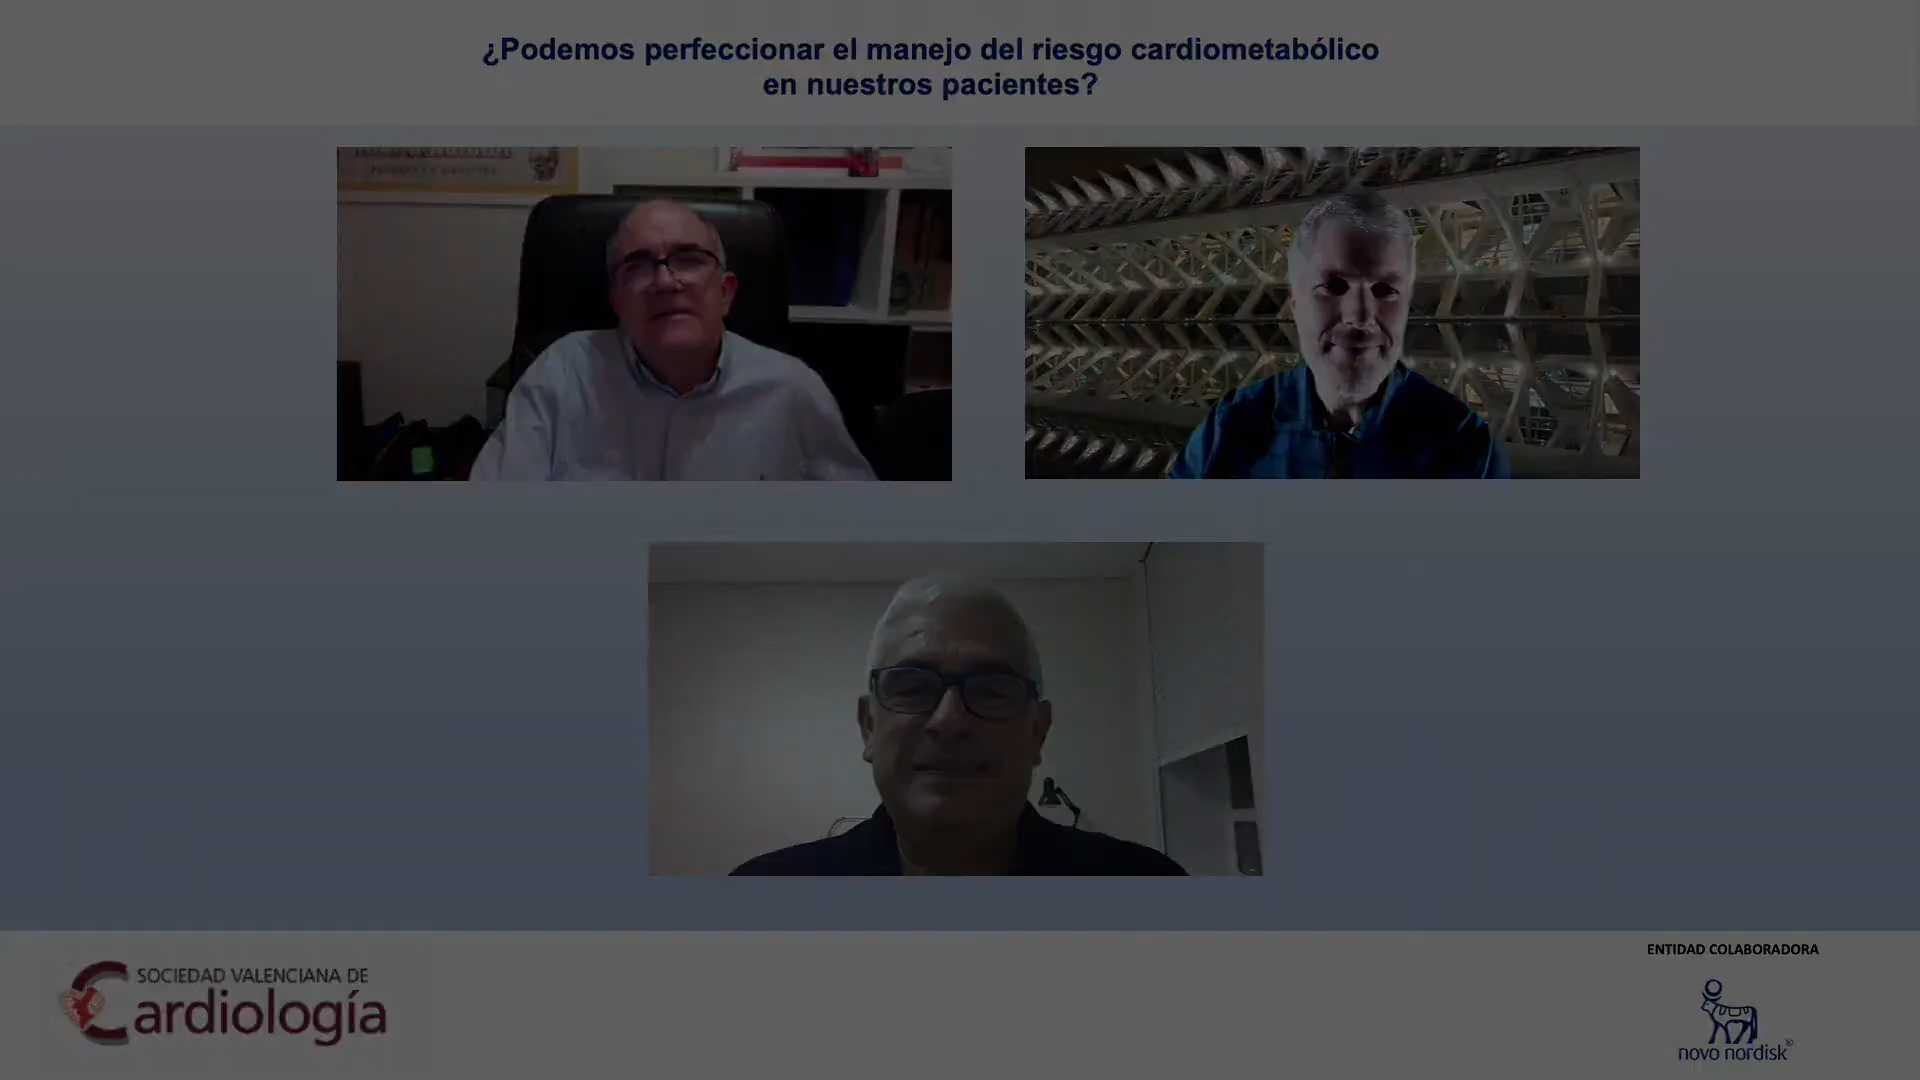 ¿Podemos perfeccionar el manejo del riesgo cardiometabólico
en nuestros pacientes?
SOCIEDAD VALENCIANA DE
Cardiología
ENTIDAD COLABORADORA
novo nordisk®